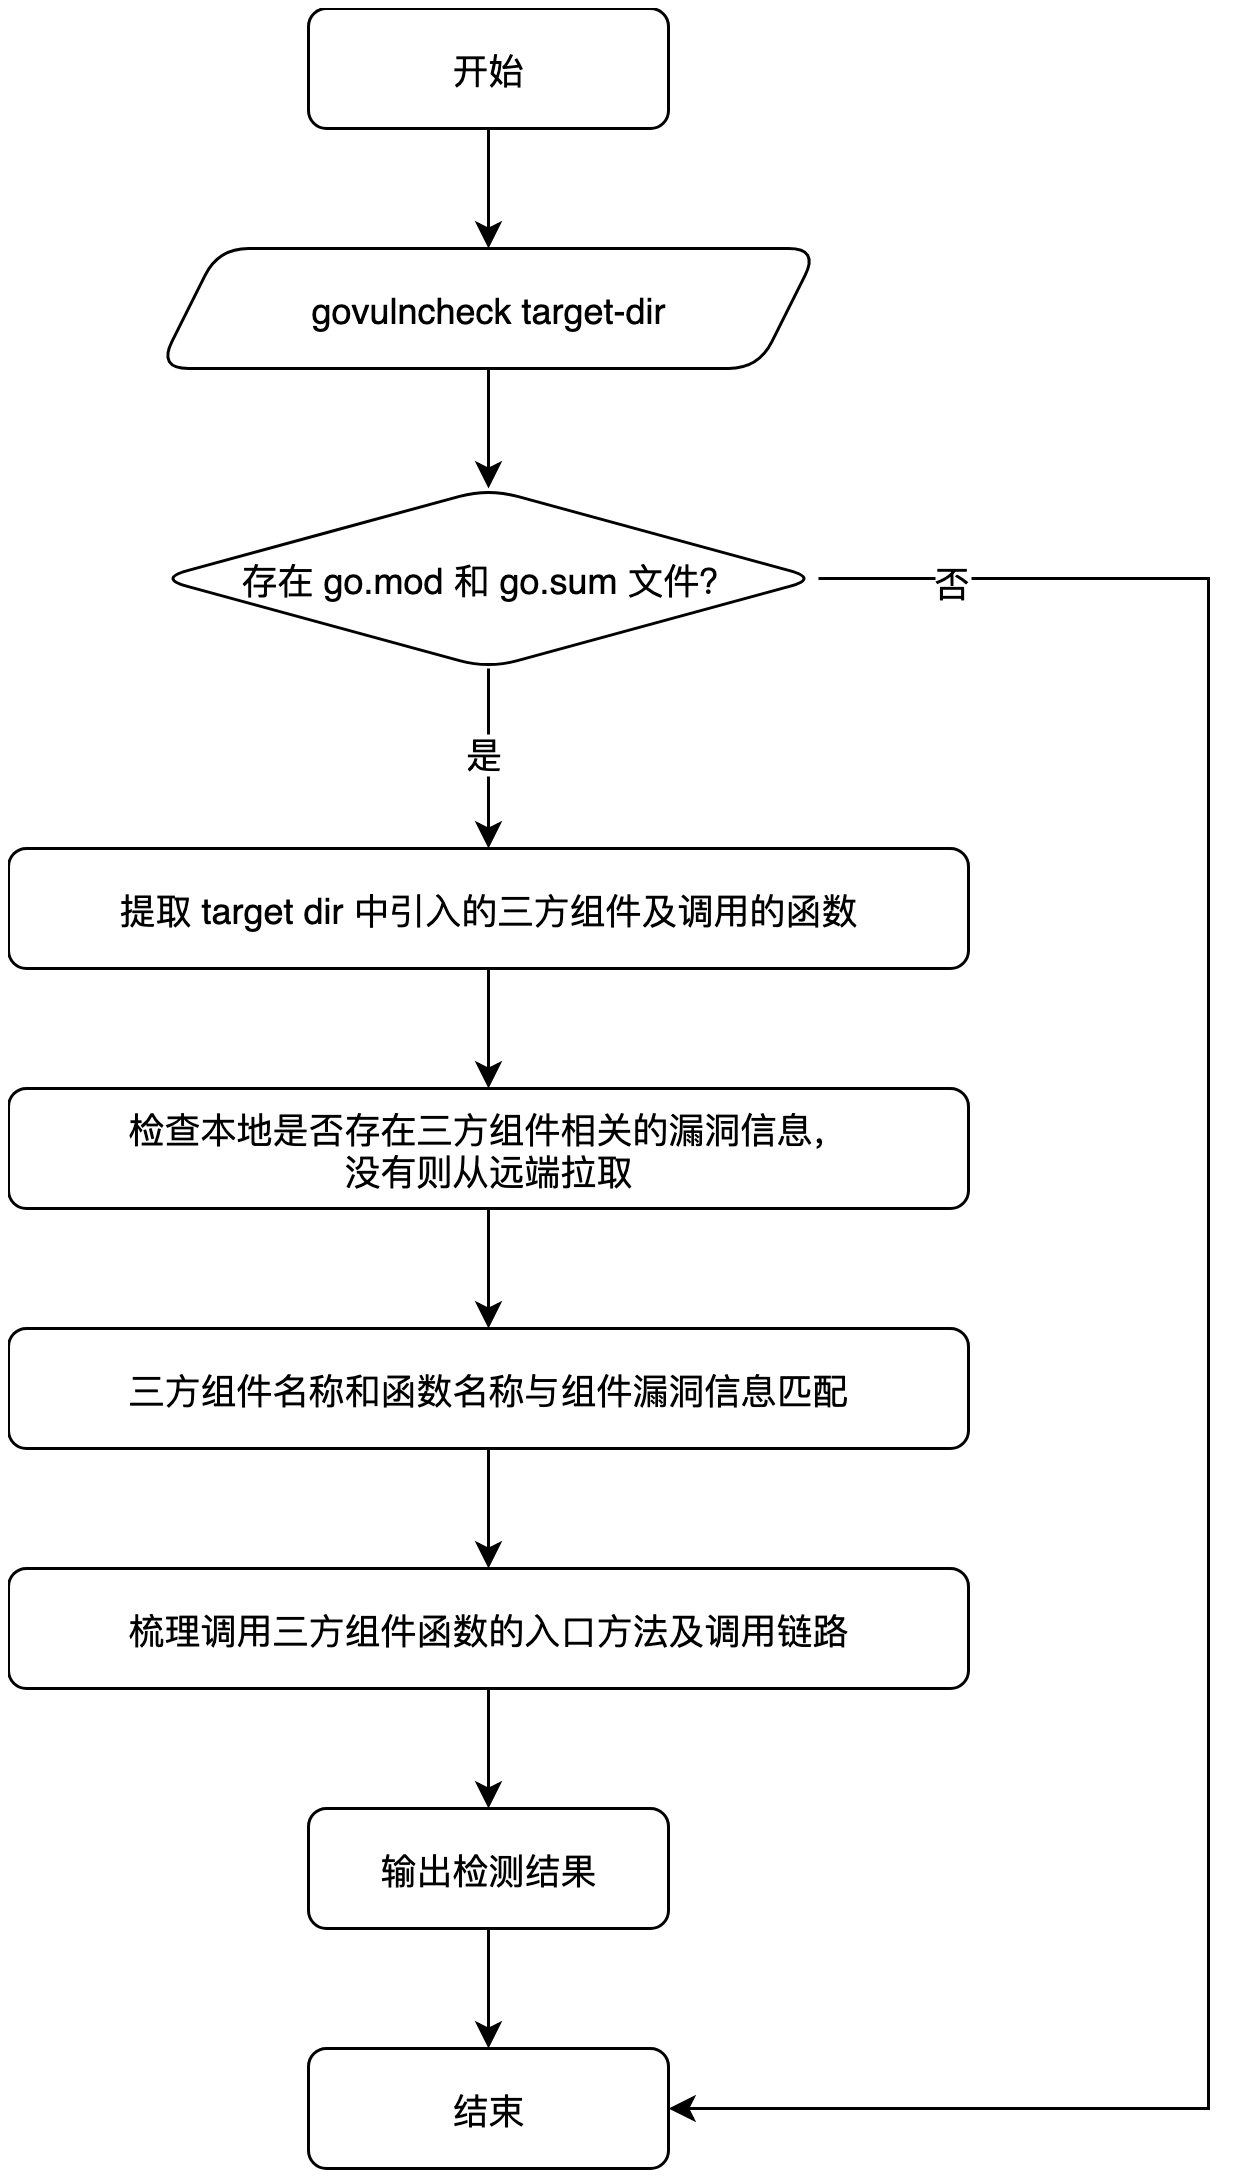 开始
govulncheck target-dir
存在 go.mod 和 go.sum 文件?
否
是
提取 target dir 中引入的三方组件及调用的函数
检查本地是否存在三方组件相关的漏洞信息，
没有则从远端拉取
三方组件名称和函数名称与组件漏洞信息匹配
梳理调用三方组件函数的入口方法及调用链路
输出检测结果
结束